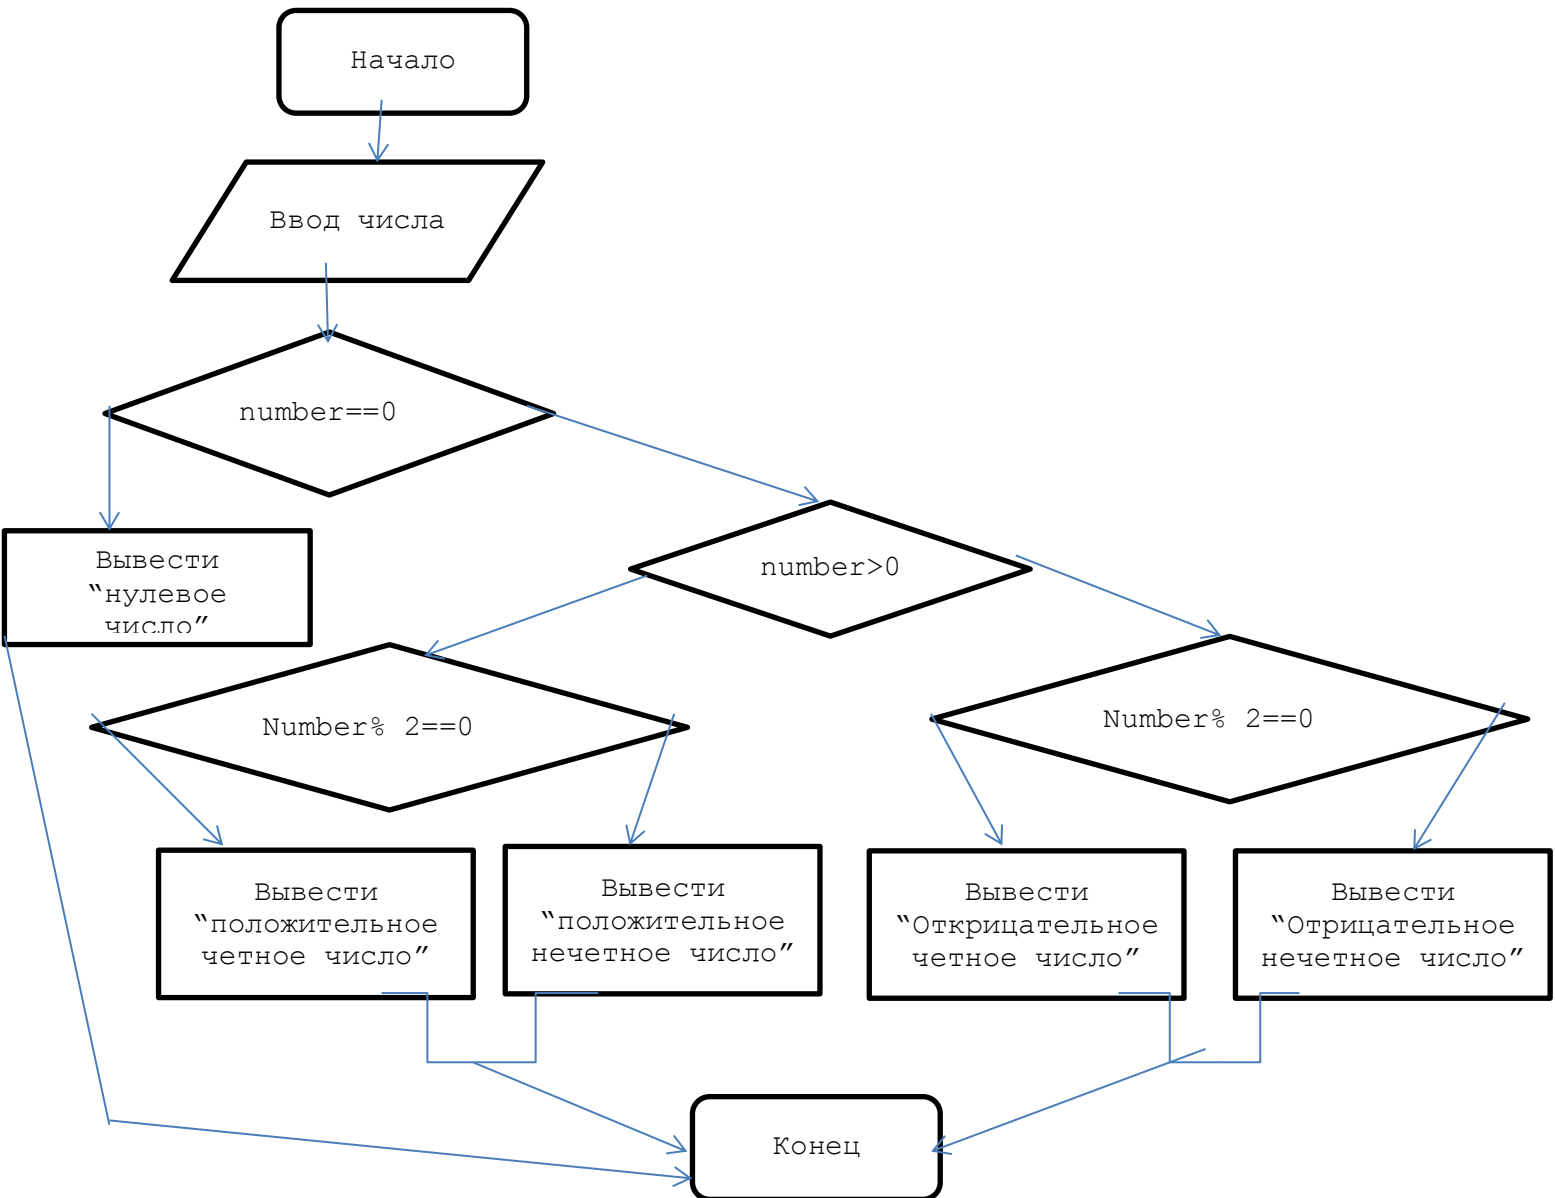 Начало
Ввод числа
number==0
Вывести
“нулевое
число”
number>0
Number% 2==0
Number% 2==0
Вывести
“положительное
четное число”
Вывести
“положительное
нечетное число”
Вывести
“Открицательное
четное число”
Вывести
“Отрицательное
нечетное число”
Конец